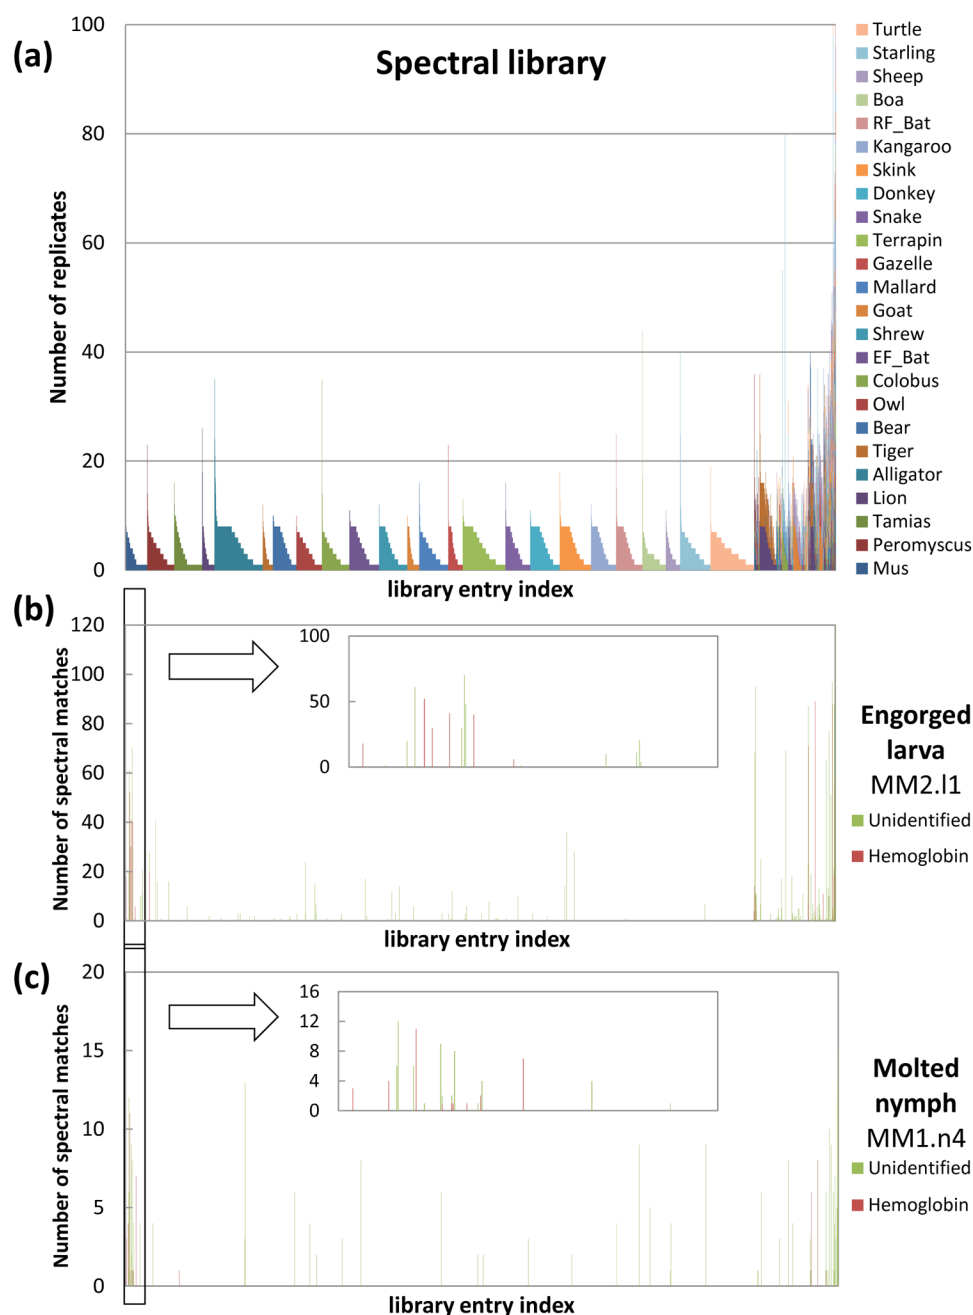 (a)
Spectral library
Number of replicates
100
80
60
40
20
0
library entry index
Turtle
Starling
Sheep
Boa
RF_Bat
Kangaroo
Skink
Donkey
Snake
Terrapin
Gazelle
Mallard
Goat
Shrew
EF_Bat
Colobus
Owl
Bear
Tiger
Alligator
Lion
Tamias
Peromyscus
Mus
(b)
Number of spectral matches
120
100
80
60
40
20
0
100
50
0
library entry index
Engorged
larva
MM2.l1
Unidentified
Hemoglobin
(c)
Number of spectral matches
20
15
10
5
0
16
12
8
4
0
library entry index
Molted
nymph
MM1.n4
Unidentified
Hemoglobin